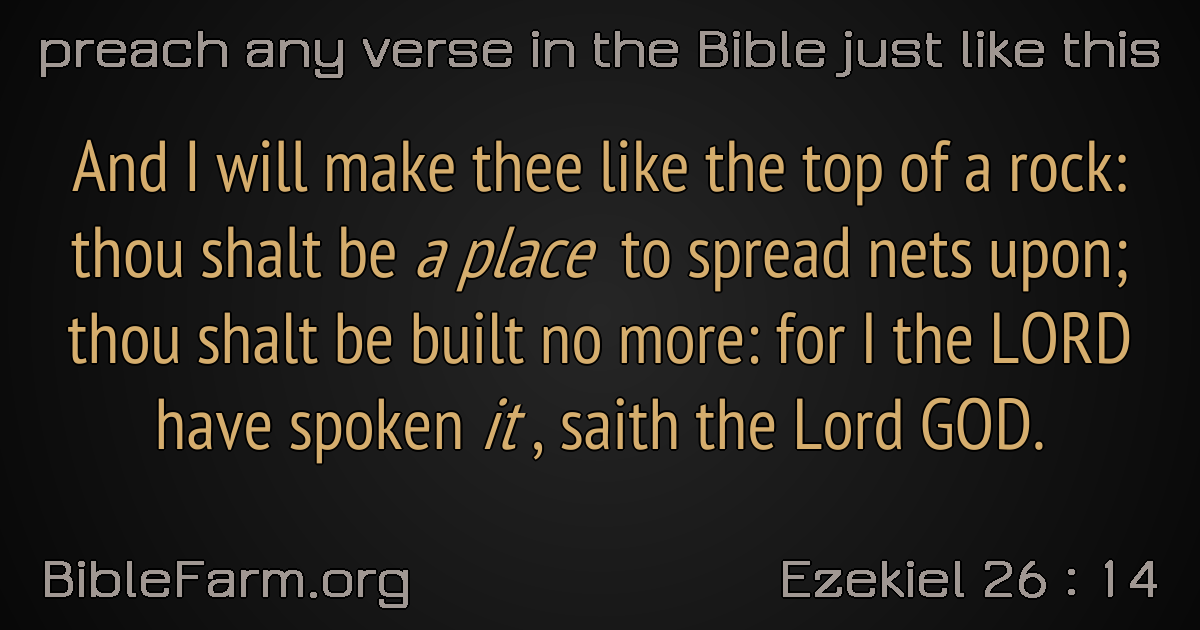 preach any verse in the Bible just like this
And I will make thee like the top of a rock:
thou shalt be a place to spread nets upon;
thou shalt be built no more: for I the LORD
have spoken it , saith the Lord GOD.
BibleFarm.org
Ezekiel 26 : 14